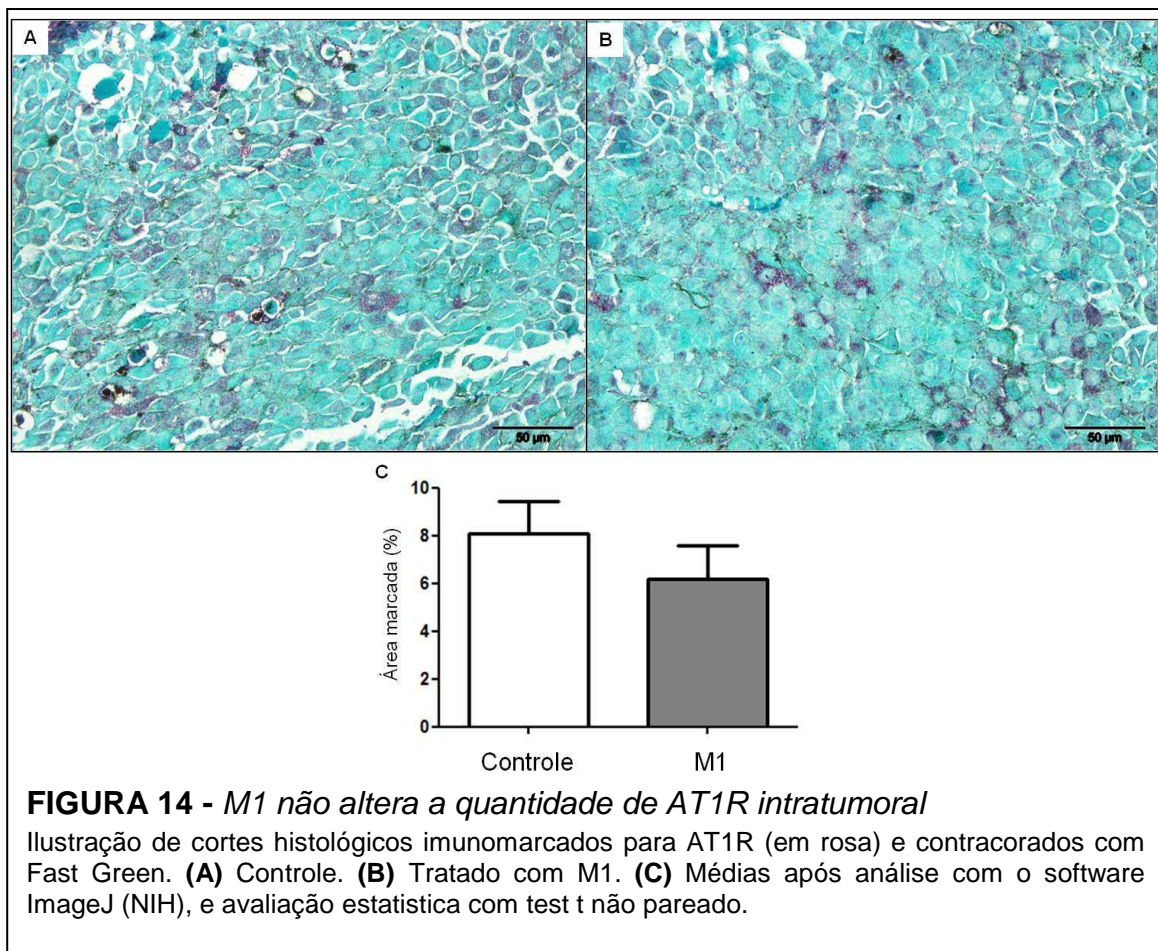 A
B
50 µm
50 µm
C
Área marcada (%)
10
8
6
4
2
0
Controle
M1
FIGURA 14 - M1 não altera a quantidade de AT1R intratumoral
Ilustração de cortes histológicos imunomarcados para AT1R (em rosa) e contracorados com
Fast Green. (A) Controle. (B) Tratado com M1. (C) Médias após análise com o software
ImageJ (NIH), e avaliação estatistica com test t não pareado.